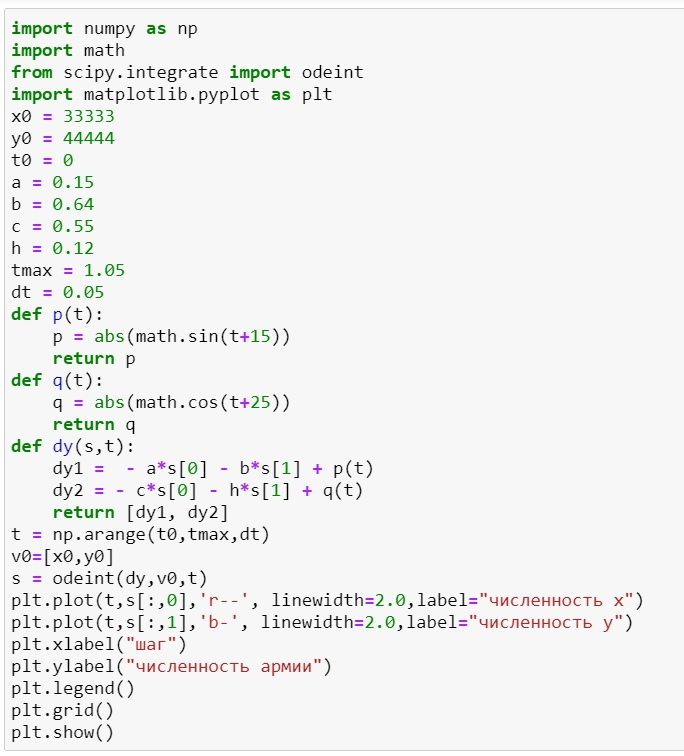 import numpy as np
import math
from scipy.integrate import odeint
import matplotlib.pyplot as plt
x0 = 33333
y0 = 44444
t0 = 0
a = 0.15
b = 0.64
c = 0.55
h = 0.12
tmax = 1.05
dt = 0.05
def p(t):
    p = abs(math.sin(t+15))
    return p
def q(t):
    q = abs(math.cos(t+25))
    return q
def dy(s,t):
    dy1 =  - a*s[0] - b*s[1] + p(t)
    dy2 = - c*s[0] - h*s[1] + q(t)
    return [dy1, dy2]
t = np.arange(t0,tmax,dt)
v0=[x0,y0]
s = odeint(dy,v0,t)
plt.plot(t,s[:,0],'r--', linewidth=2.0,label="численность x")
plt.plot(t,s[:,1],'b-', linewidth=2.0,label="численность y")
plt.xlabel("шаг")
plt.ylabel("численность армии")
plt.legend()
plt.grid()
plt.show()